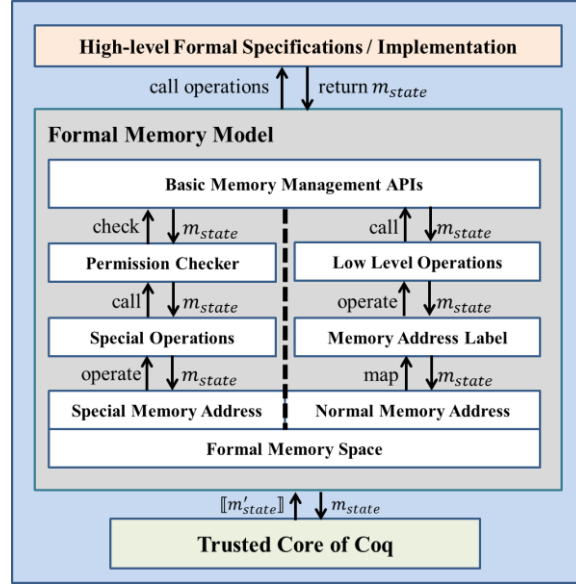 High-level Formal Specifications / Implementation
call operations return m_state
Formal Memory Model
Basic Memory Management APIs
check m_state call m_state
Permission Checker Low Level Operations
call m_state operate m_state
Special Operations Memory Address Label
operate m_state map m_state
Special Memory Address Normal Memory Address
Formal Memory Space
⟦m'_state⟧ m_state
Trusted Core of Coq